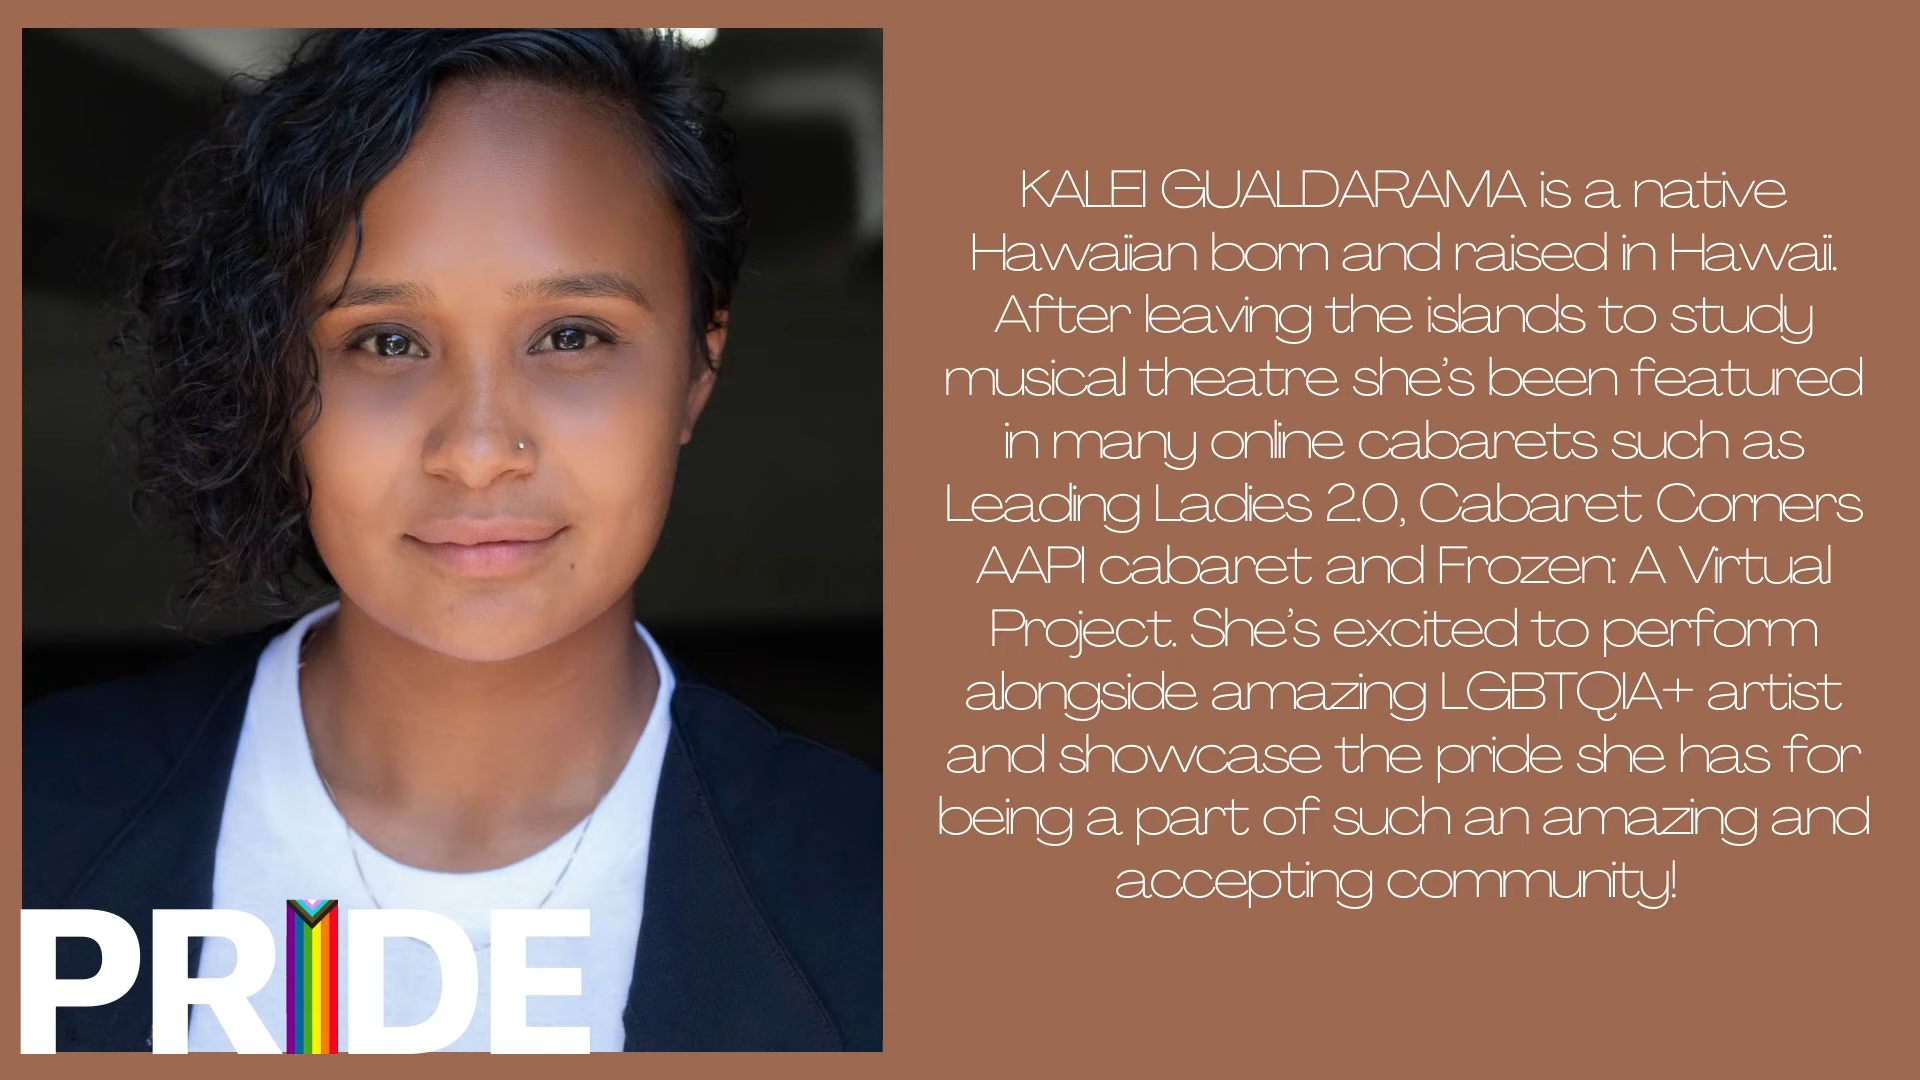 KALEI GUALDARAMA is a native
Hawaiian born and raised in Hawaii.
After leaving the islands to study
musical theatre she's been featured
in many online cabarets such as
Leading Ladies 2.0, Cabaret Corners
AAPI cabaret and Frozen: A Virtual
Project. She's excited to perform
alongside amazing LGBTQIA+ artist
and showcase the pride she has for
being a part of such an amazing and
accepting community!
PRIDE